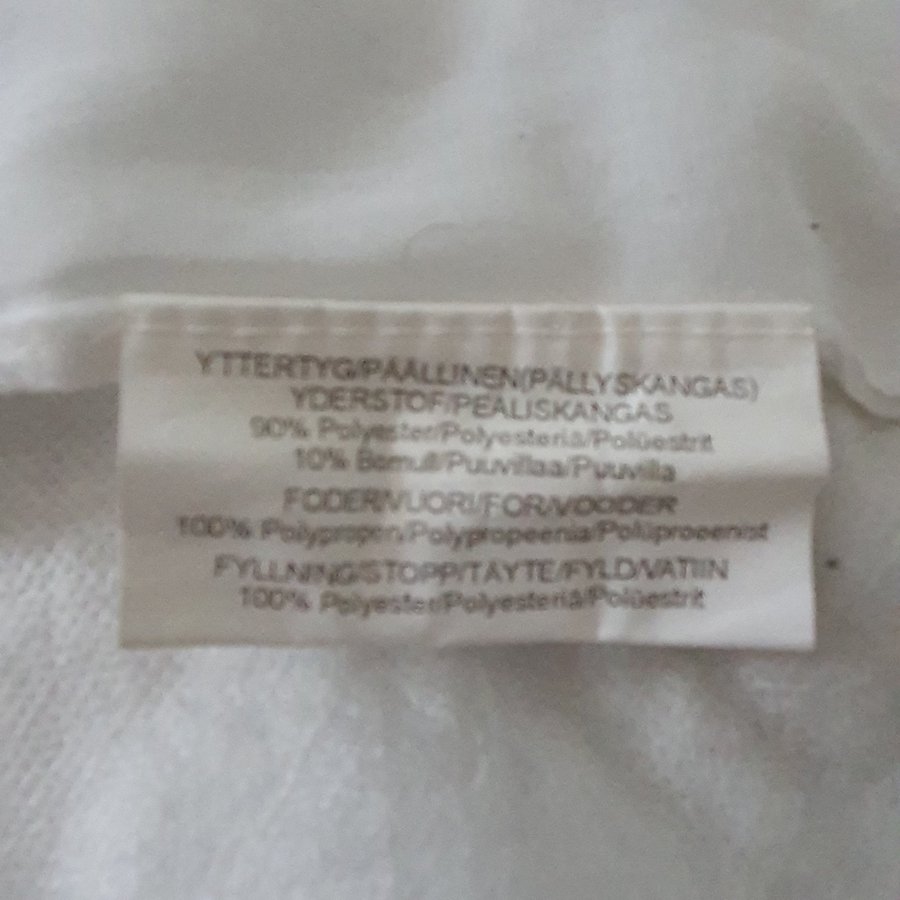 YTTERTYG/PÄÄLLINEN(PÄLLYSKANGAS)
YDERSTOF/PEALISKANGAS
90% Polyester/Polyesteriä/Polüestrit
10% Bomull/Puuvillaa/Puuvilla
FODER/VUORI/FOR/VOODER
100% Polypropen/Polypropeenia/Polüpropeenist
FYLLNING/STOPP/TÄYTE/FYLD/VATIIN
100% Polyester/Polyesteriä/Polüestrit